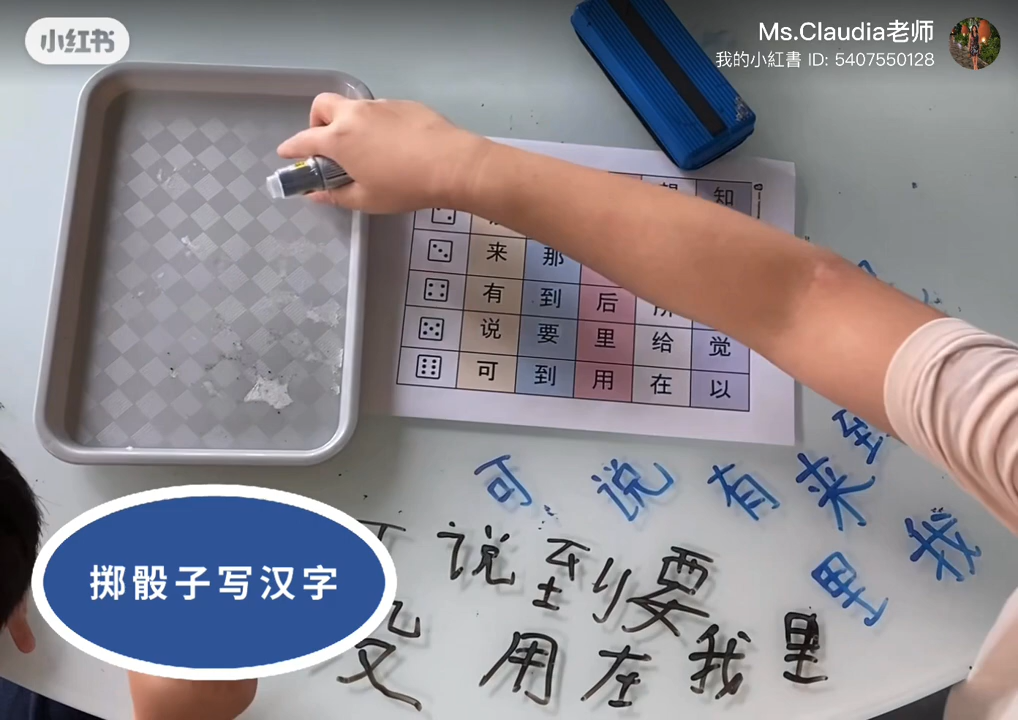 小红书
Ms.Claudia老师
我的小紅書 ID: 5407550128
知
来 那
有 到 后
说 要 里 给 觉
可 到 用 在 以
到
可 说 有 来 我
说 到 要 里
没 用 在 我 里
掷骰子写汉字